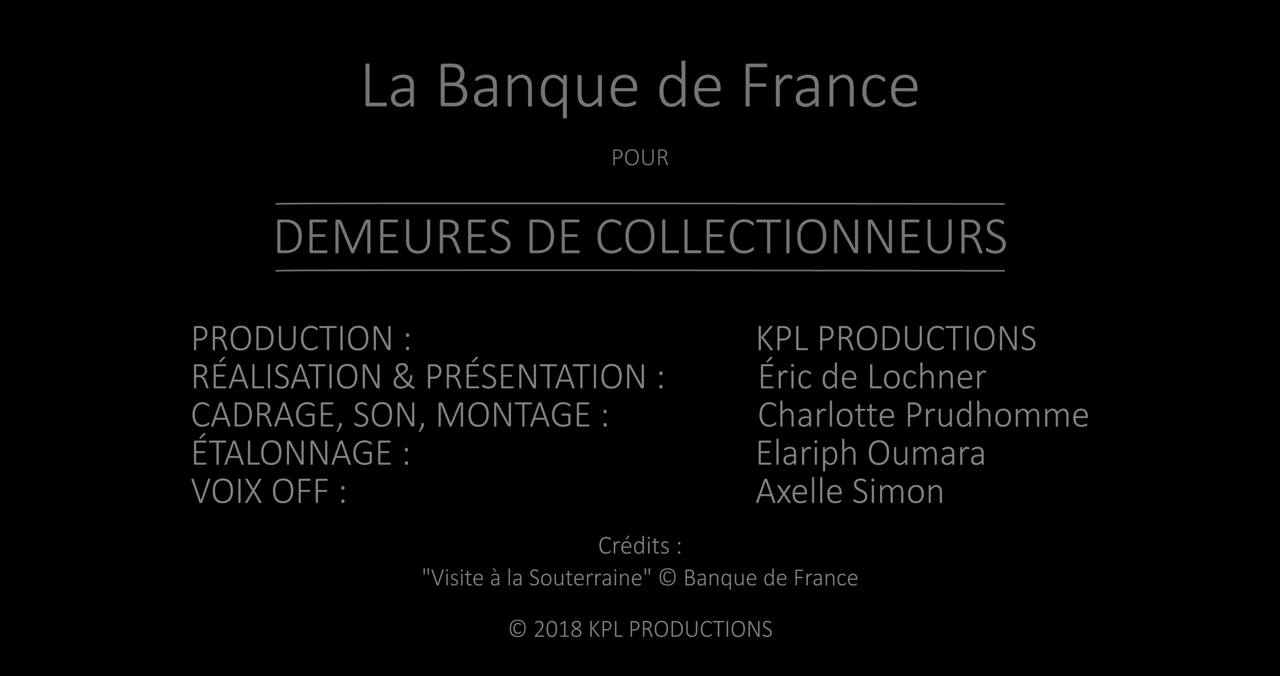 La Banque de France
POUR
DEMEURES DE COLLECTIONNEURS
PRODUCTION : KPL PRODUCTIONS
RÉALISATION & PRÉSENTATION : Éric de Lochner
CADRAGE, SON, MONTAGE : Charlotte Prudhomme
ÉTALONNAGE : Elariph Oumara
VOIX OFF : Axelle Simon
Crédits :
"Visite à la Souterraine" © Banque de France
© 2018 KPL PRODUCTIONS